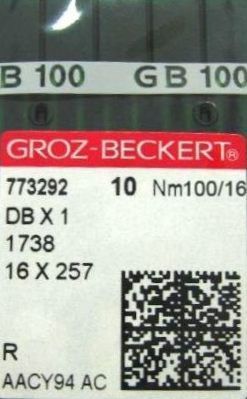 B 100 GB 100
GROZ-BECKERT®
773292 10 Nm100/16
DB X 1
1738
16 X 257
R
AACY94 AC